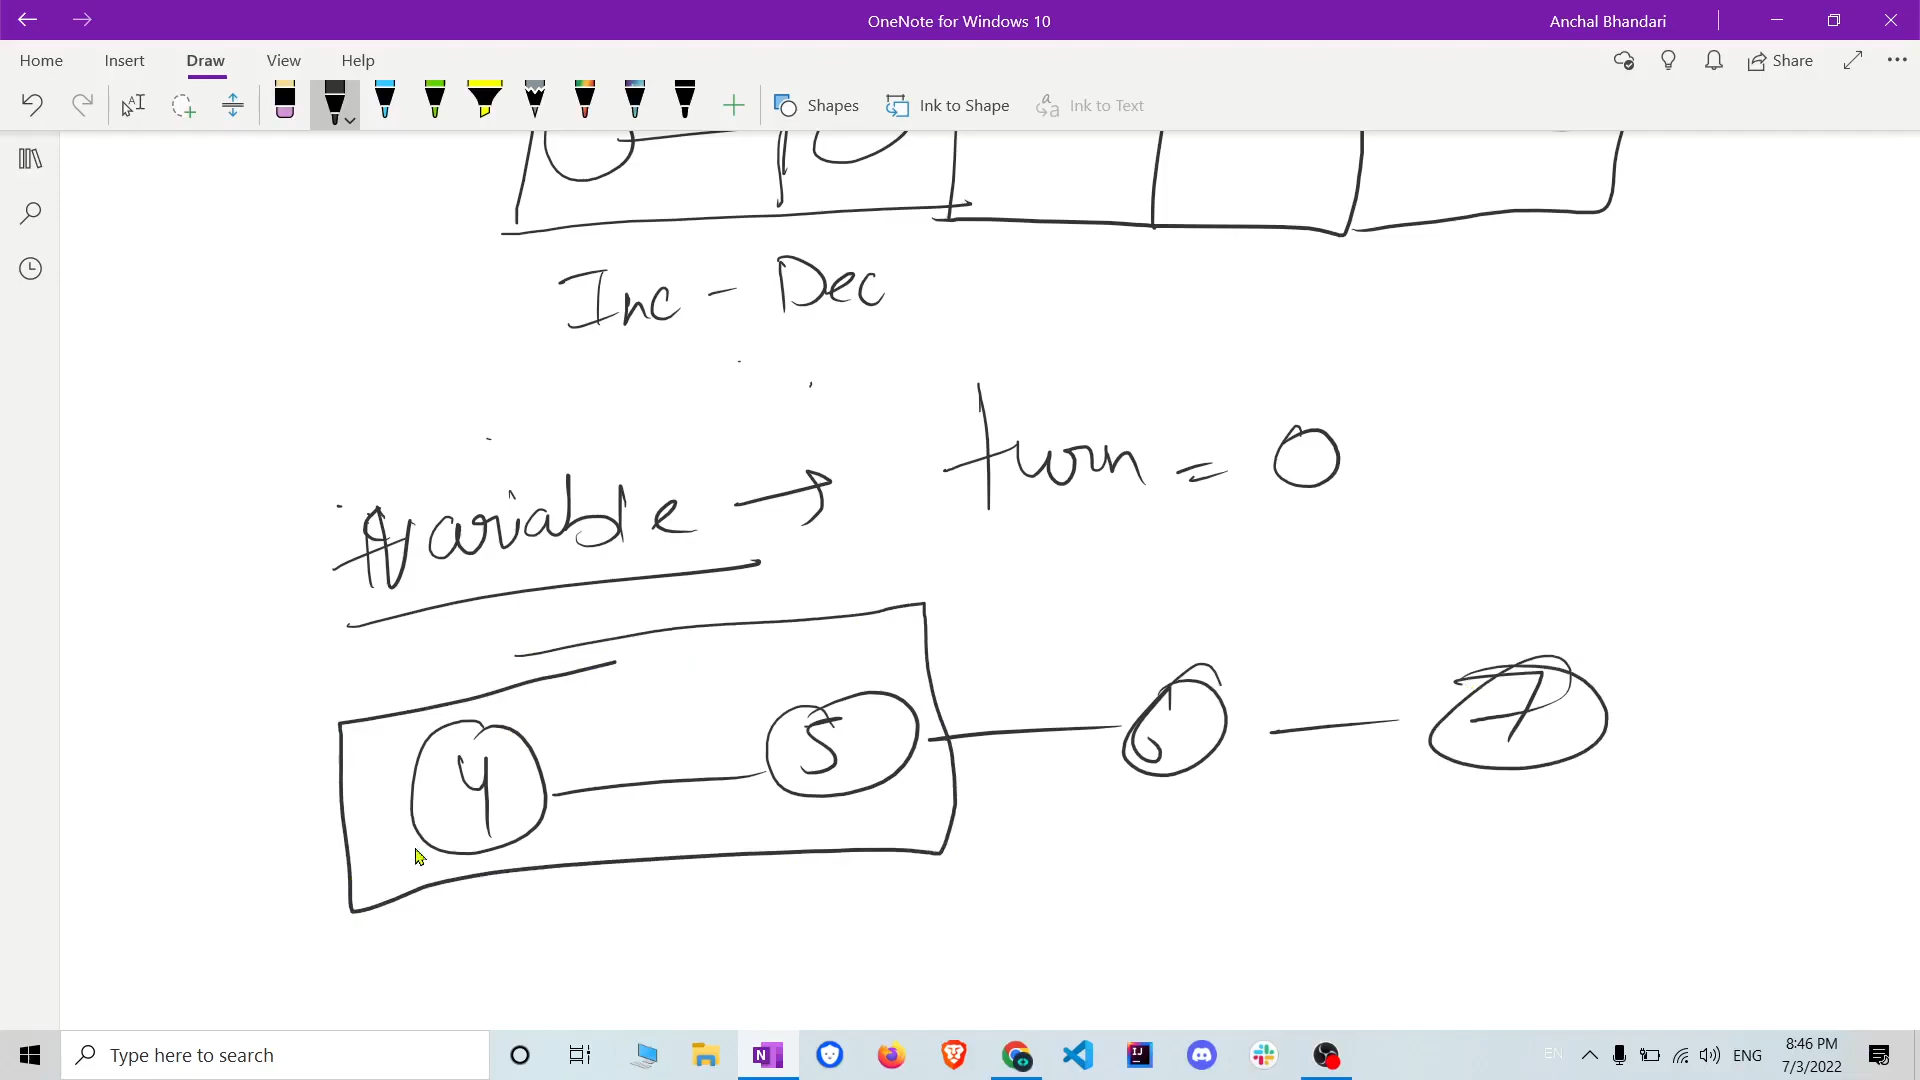 OneNote for Windows 10
Anchal Bhandari
Home Insert Draw View Help
Share
Shapes Ink to Shape Ink to Text
Inc - Dec
variable → turn = 0
4 5 6 7
Type here to search
EN
ENG
8:46 PM
7/3/2022